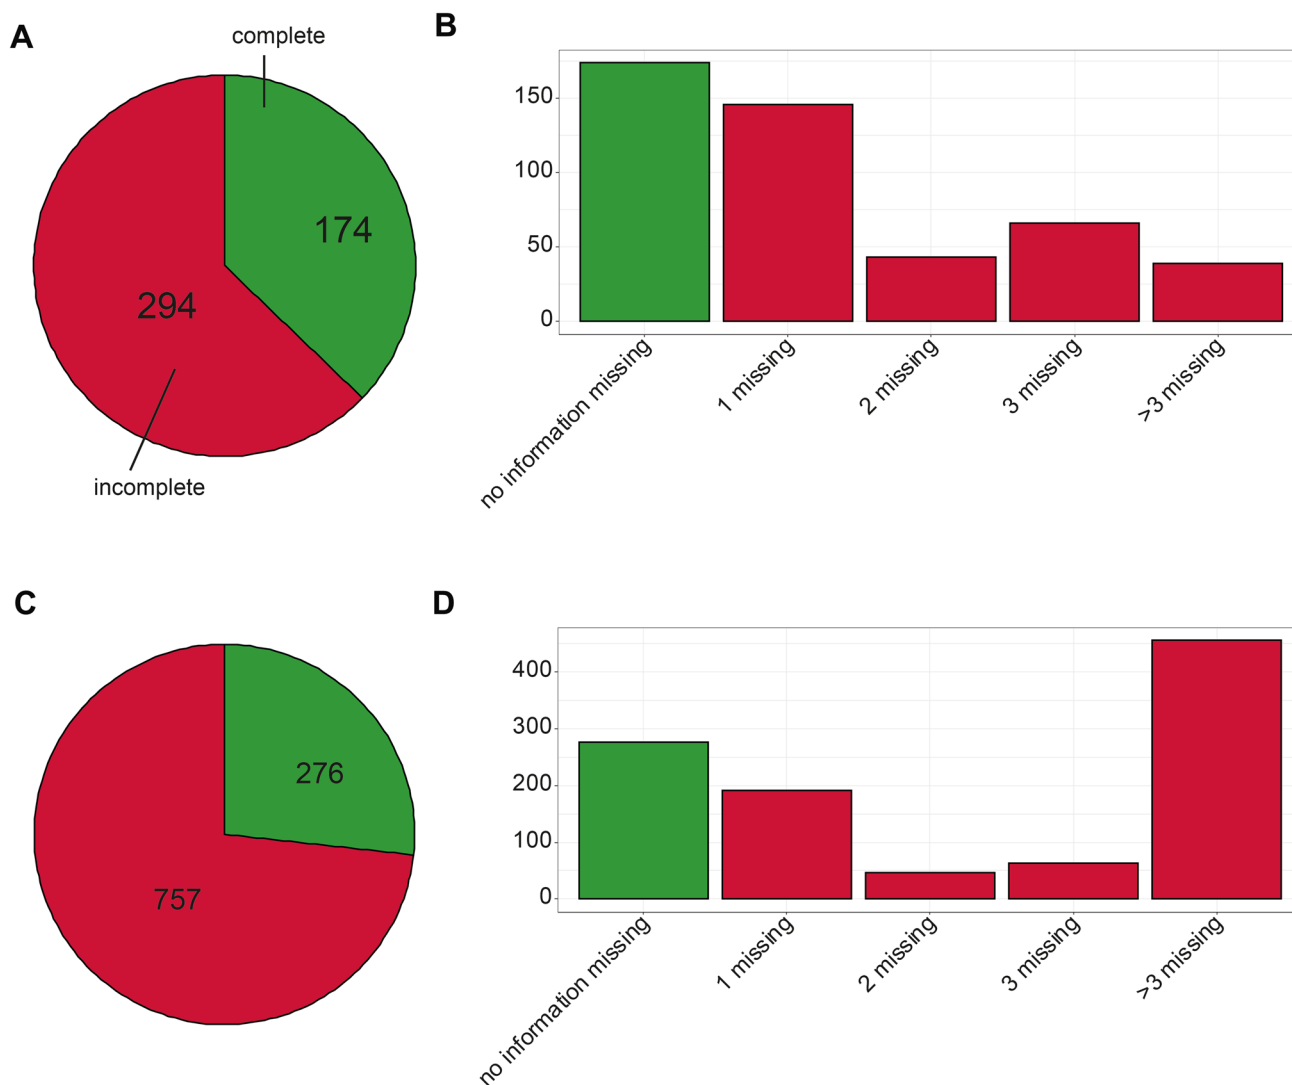 A
complete
174
294
incomplete
B
150
100
50
0
no information missing
1 missing
2 missing
3 missing
>3 missing
C
276
757
D
400
300
200
100
0
no information missing
1 missing
2 missing
3 missing
>3 missing